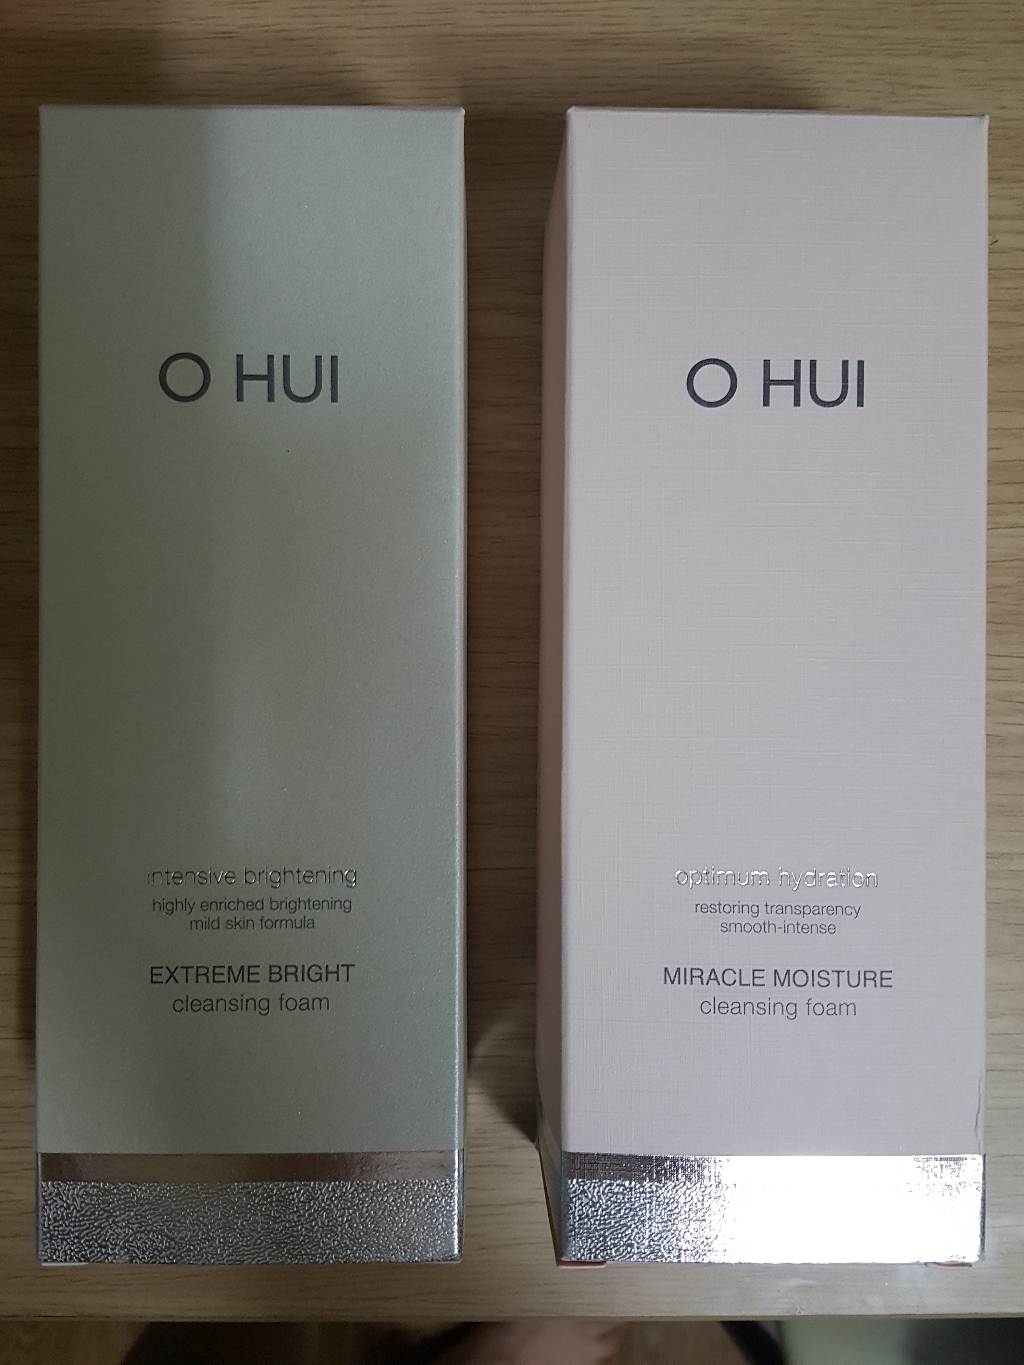 O HUI
intensive brightening
highly enriched brightening
mild skin formula
EXTREME BRIGHT
cleansing foam
O HUI
optimum hydration
restoring transparency
smooth-intense
MIRACLE MOISTURE
cleansing foam